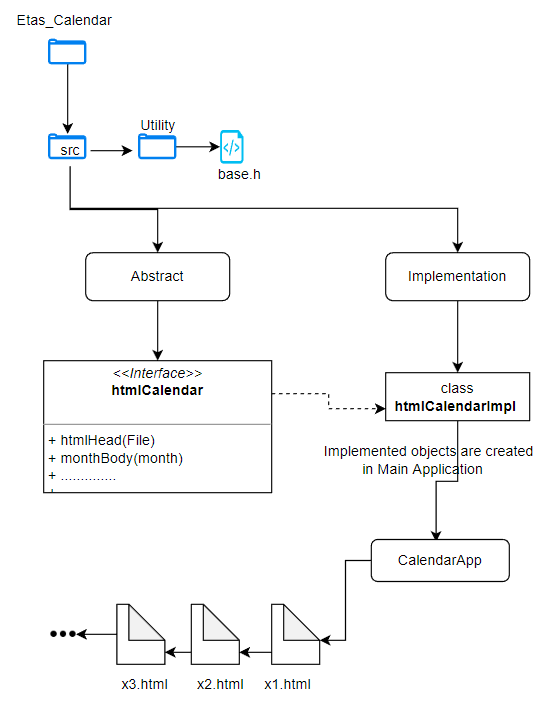 Etas_Calendar
src
Utility
base.h
Abstract
Implementation
<<Interface>>
htmlCalendar
+ htmlHead(File)
+ monthBody(month)
+ ..............
class
htmlCalendarImpl
Implemented objects are created
in Main Application
CalendarApp
x3.html
x2.html
x1.html